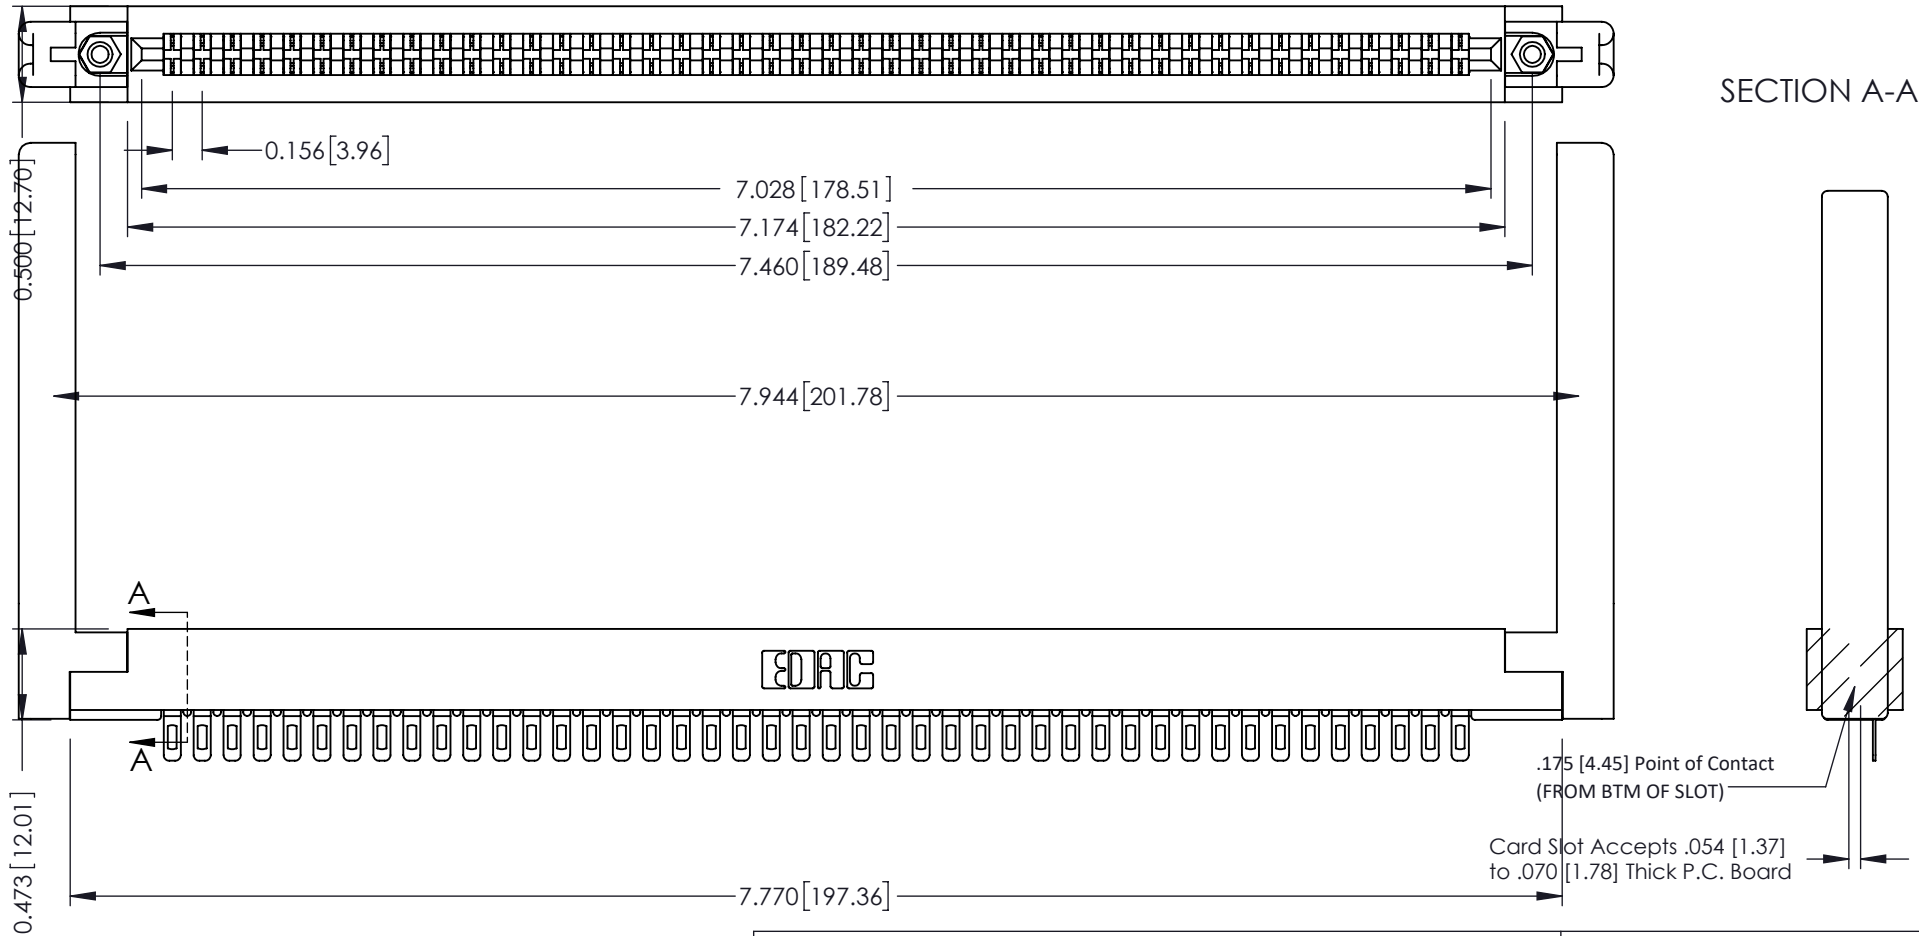 SECTION A-A
0.156[3.96]
0.500[12.70]
7.028[178.51]
7.174[182.22]
7.460[189.48]
7.944[201.78]
A
EDAC
A
.175 [4.45] Point of Contact
(FROM BTM OF SLOT)
0.473[12.01]
Card Slot Accepts .054 [1.37]
to .070 [1.78] Thick P.C. Board
7.770[197.36]